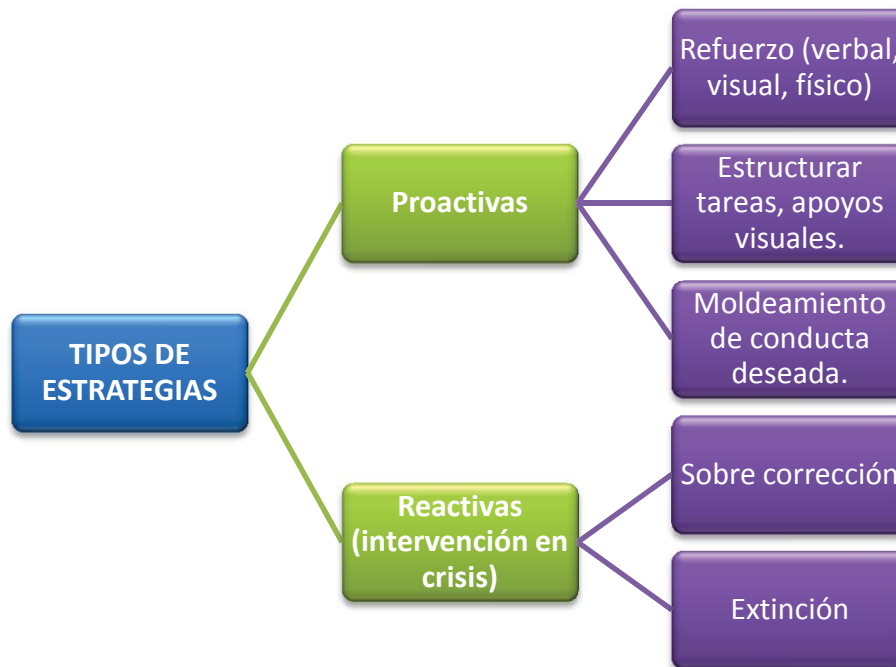 TIPOS DE
ESTRATEGIAS
Proactivas
Refuerzo (verbal,
visual, físico)
Estructurar
tareas, apoyos
visuales.
Moldeamiento
de conducta
deseada.
Reactivas
(intervención en
crisis)
Sobre corrección
Extinción